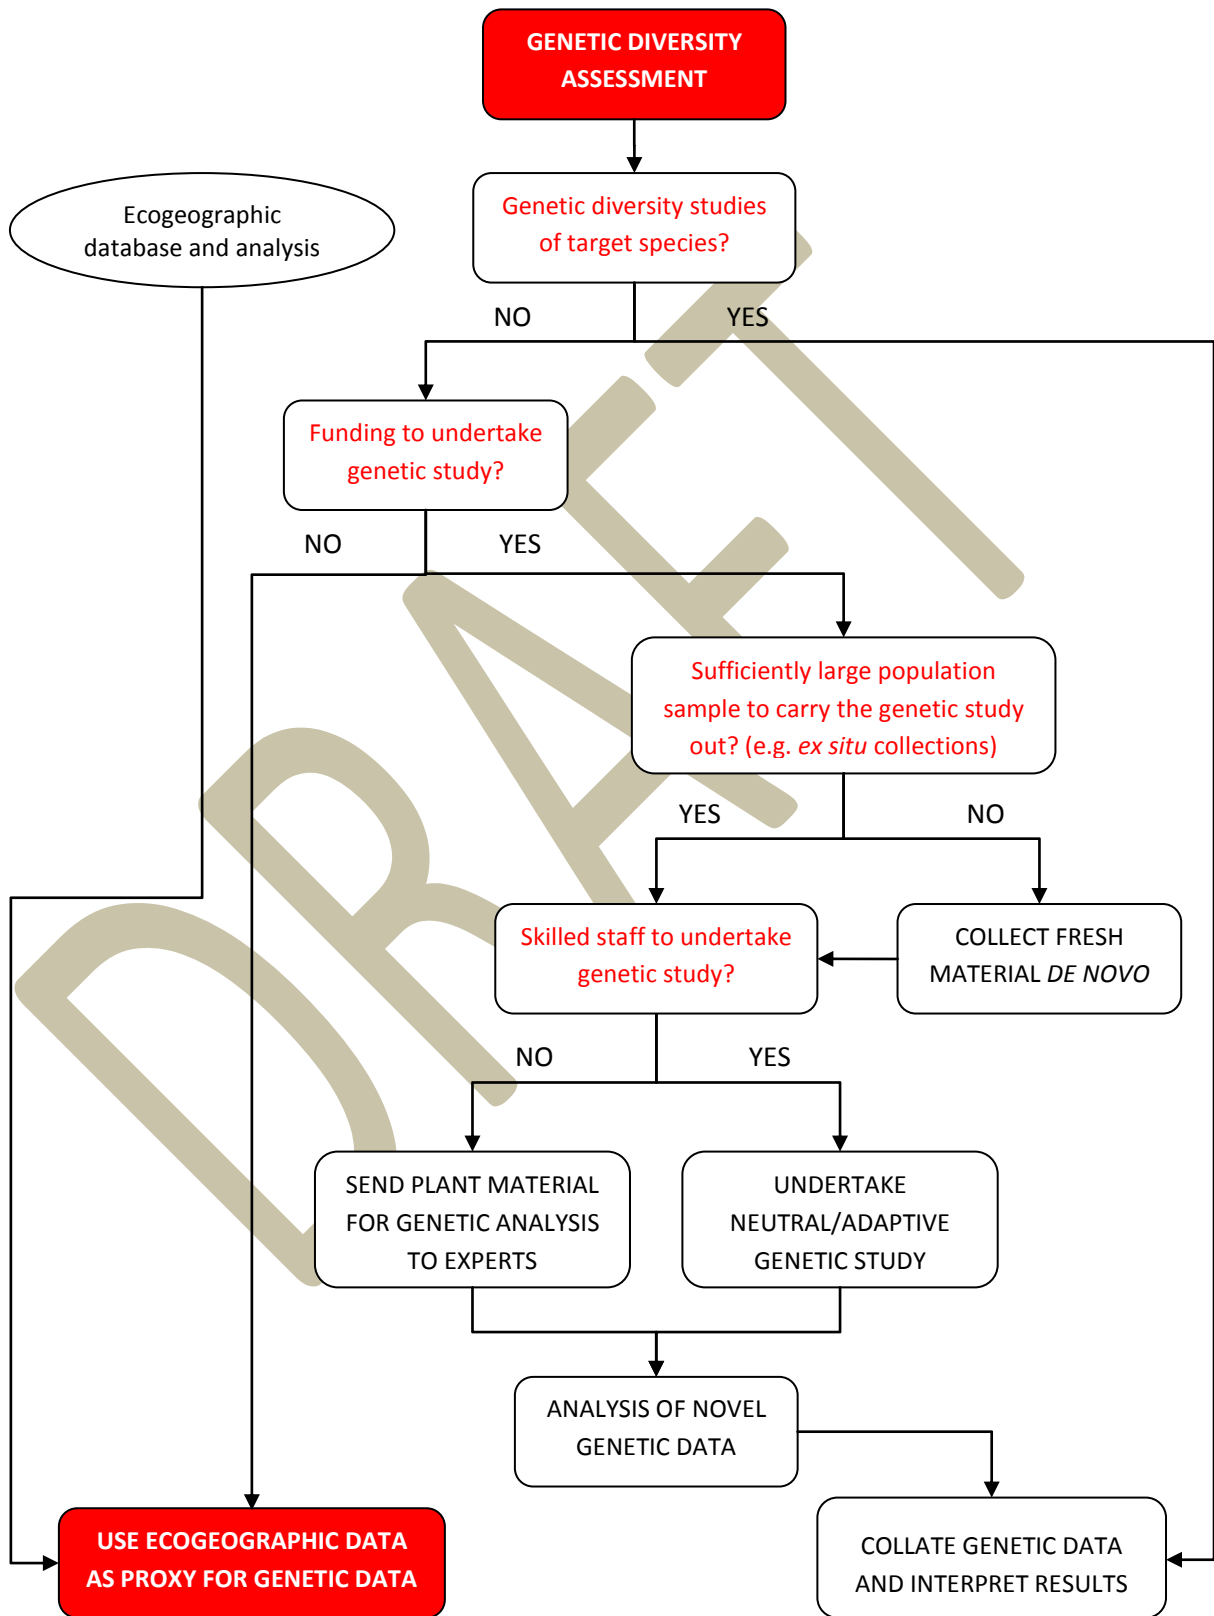 GENETIC DIVERSITY
ASSESSMENT
Ecogeographic
database and analysis
Genetic diversity studies
of target species?
NO
YES
Funding to undertake
genetic study?
NO
YES
Sufficiently large population
sample to carry the genetic study
out? (e.g. ex situ collections)
YES
NO
Skilled staff to undertake
genetic study?
COLLECT FRESH
MATERIAL DE NOVO
NO
YES
SEND PLANT MATERIAL
FOR GENETIC ANALYSIS
TO EXPERTS
UNDERTAKE
NEUTRAL/ADAPTIVE
GENETIC STUDY
ANALYSIS OF NOVEL
GENETIC DATA
USE ECOGEOGRAPHIC DATA
AS PROXY FOR GENETIC DATA
COLLATE GENETIC DATA
AND INTERPRET RESULTS
DRAFT